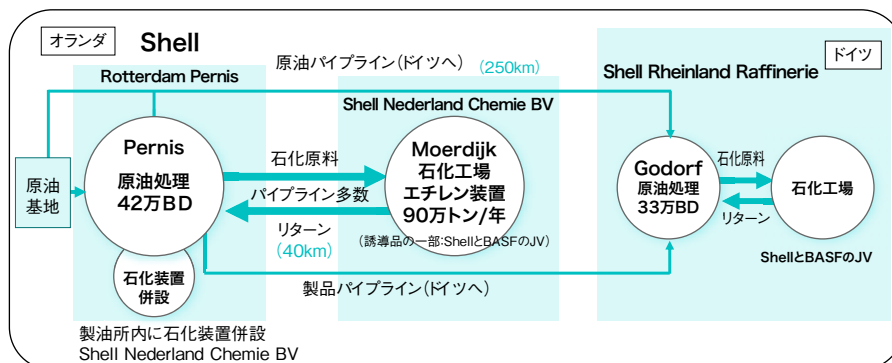 オランダ
Shell
ドイツ
原油パイプライン(ドイツへ)
(250km)
Rotterdam Pernis
Shell Rheinland Raffinerie
Shell Nederland Chemie BV
原油
基地
Pernis
原油処理
42万BD
石化原料
パイプライン多数
リターン
(40km)
Moerdijk
石化工場
エチレン装置
90万トン/年
(誘導品の一部:ShellとBASFのJV)
Godorf
原油処理
33万BD
石化原料
リターン
石化工場
ShellとBASFのJV
石化装置
併設
製品パイプライン(ドイツへ)
製油所内に石化装置併設
Shell Nederland Chemie BV